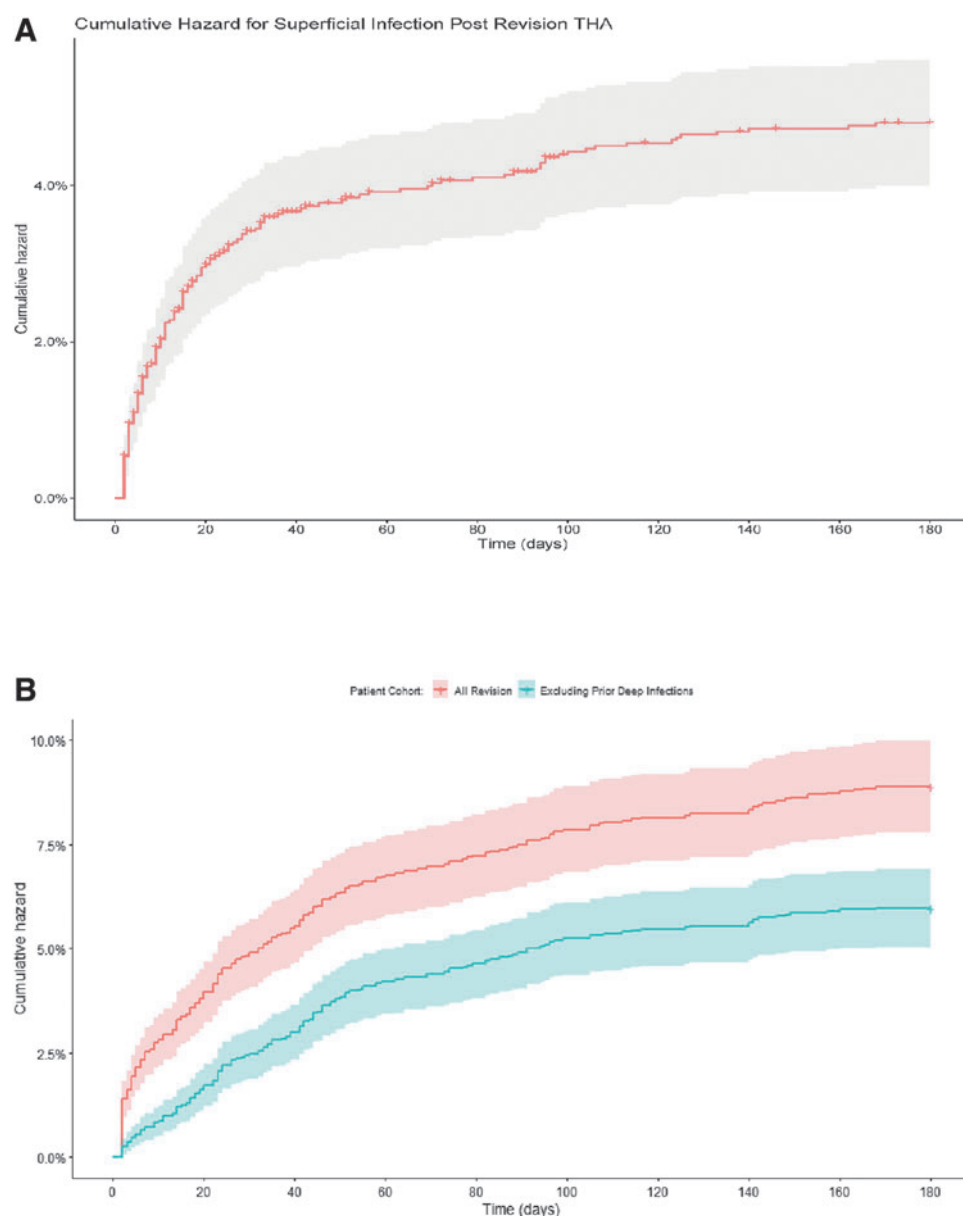 A
Cumulative Hazard for Superficial Infection Post Revision THA
Cumulative hazard
4.0%
2.0%
0.0%
0 20 40 60 80 100 120 140 160 180
Time (days)
B
Patient Cohort: All Revision Excluding Prior Deep Infections
Cumulative hazard
10.0%
7.5%
5.0%
2.5%
0.0%
0 20 40 60 80 100 120 140 160 180
Time (days)